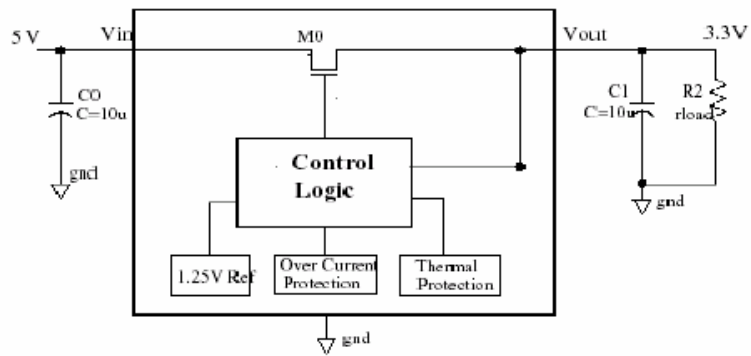 5 V
Vin
M0
Vout
3.3V
C0
C=10u
gnd
C1
C=10u
R2
rload
gnd
Control
Logic
1.25V Ref
Over Current
Protection
Thermal
Protection
gnd